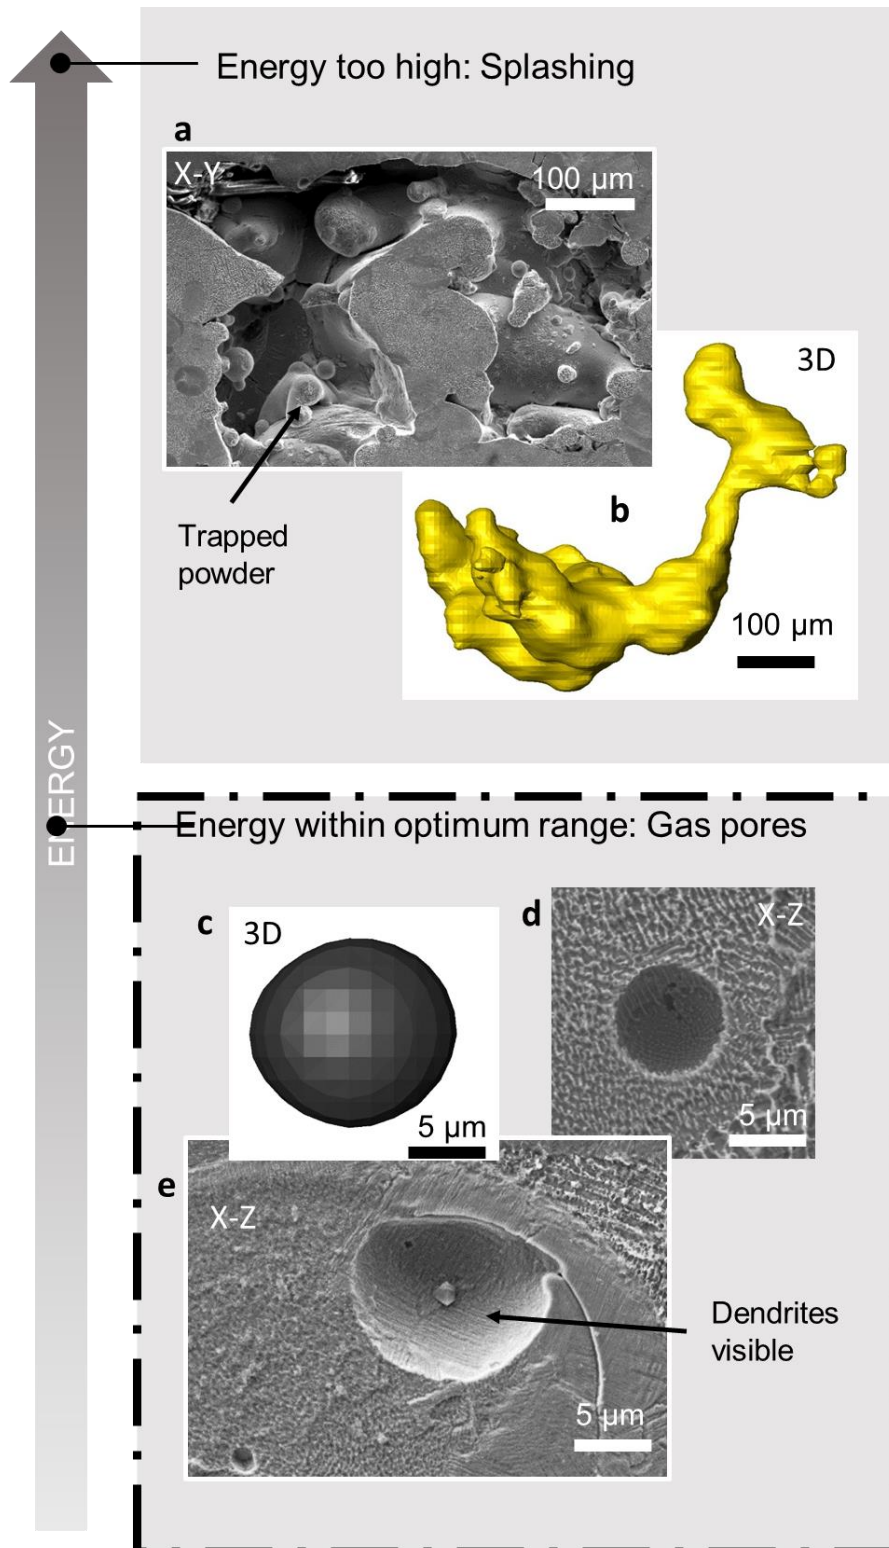 Energy too high: Splashing
a
X-Y
100 µm
Trapped
powder
3D
b
100 µm
ENERGY
Energy within optimum range: Gas pores
c
3D
5 µm
d
X-Z
5 µm
e
X-Z
5 µm
Dendrites
visible